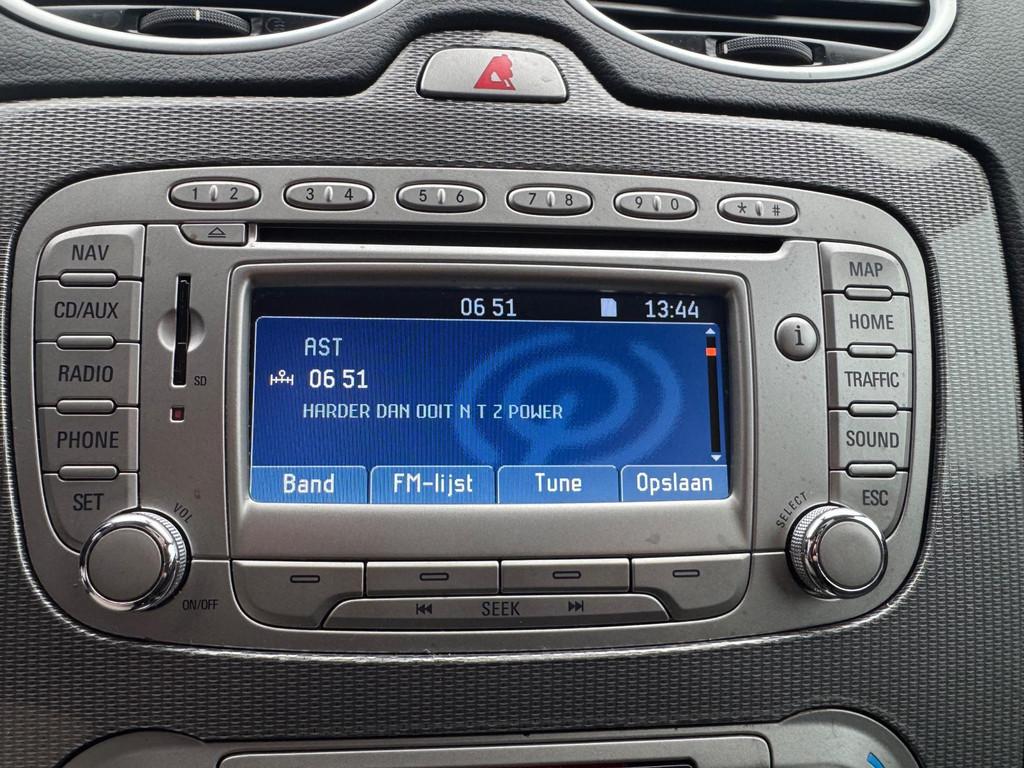 1 2
3 4
5 6
7 8
9 0
* #
NAV
CD/AUX
RADIO
PHONE
SET
SD
06 51
13:44
AST
06 51
HARDER DAN OOIT N T 2 POWER
Band
FM-lijst
Tune
Opslaan
i
MAP
HOME
TRAFFIC
SOUND
ESC
VOL
ON/OFF
SEEK
SELECT